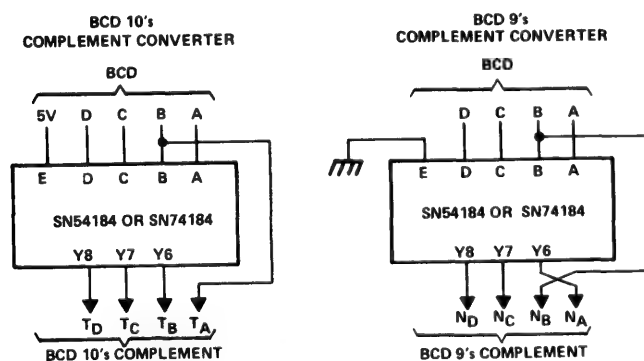 BCD 10's
COMPLEMENT CONVERTER
BCD
5V D C B A
E D C B A
SN54184 OR SN74184
Y8 Y7 Y6
TD TC TB TA
BCD 10's COMPLEMENT
BCD 9's
COMPLEMENT CONVERTER
BCD
D C B A
E D C B A
SN54184 OR SN74184
Y8 Y7 Y6
ND NC NB NA
BCD 9's COMPLEMENT